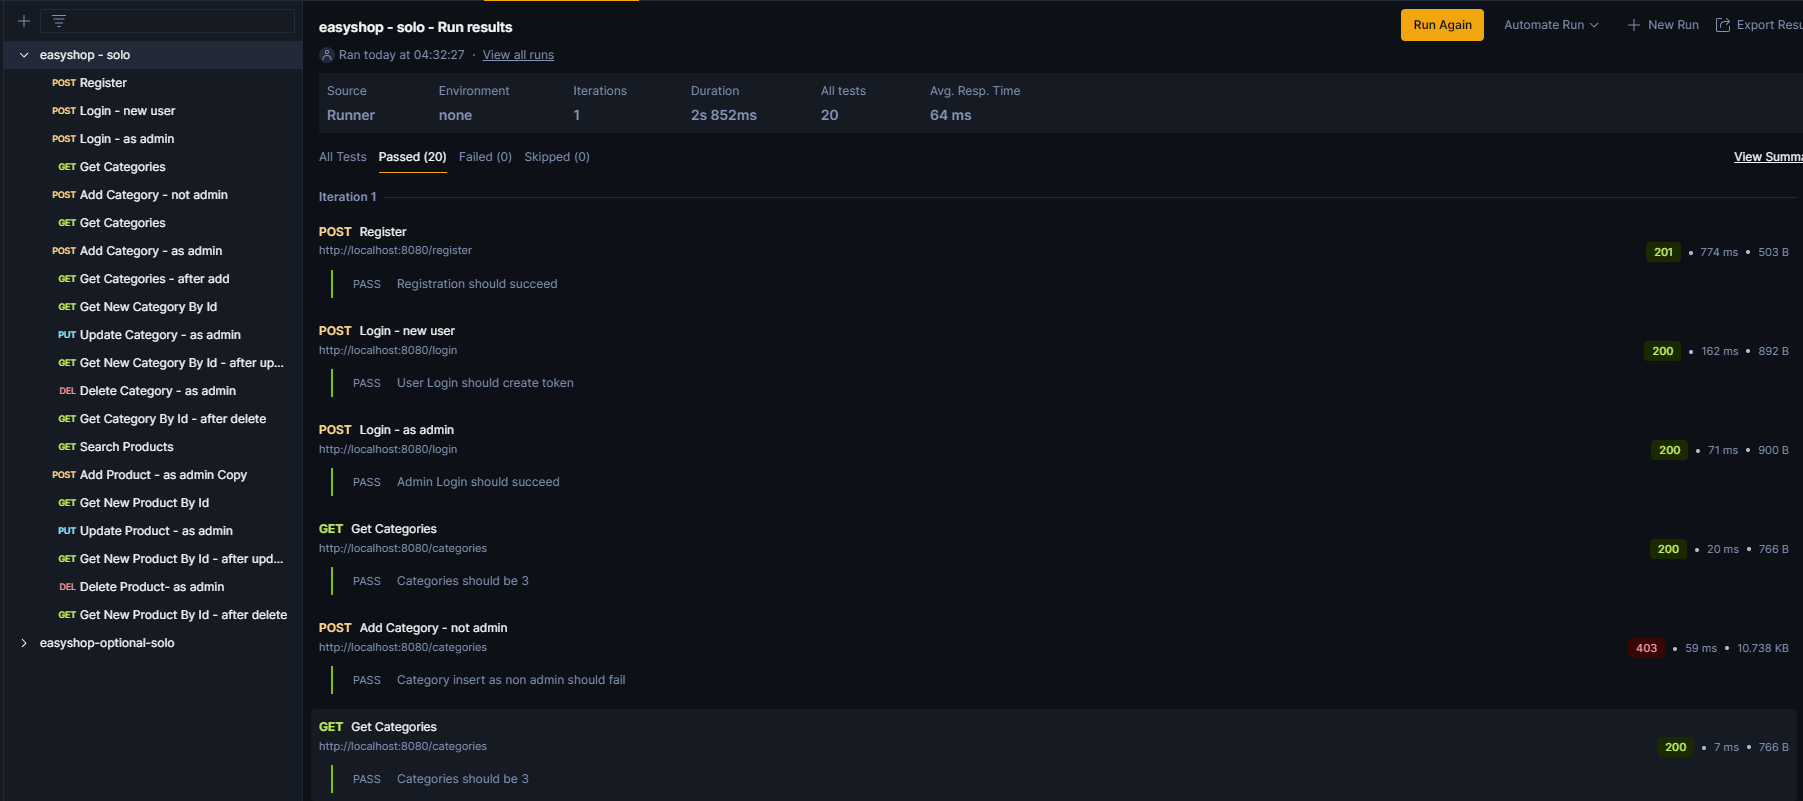 easyshop - solo
POST Register
POST Login - new user
POST Login - as admin
GET Get Categories
POST Add Category - not admin
GET Get Categories
POST Add Category - as admin
GET Get Categories - after add
GET Get New Category By Id
PUT Update Category - as admin
GET Get New Category By Id - after up...
DEL Delete Category - as admin
GET Get Category By Id - after delete
GET Search Products
POST Add Product - as admin Copy
GET Get New Product By Id
PUT Update Product - as admin
GET Get New Product By Id - after upd...
DEL Delete Product- as admin
GET Get New Product By Id - after delete
easyshop-optional-solo
easyshop - solo - Run results
Run Again Automate Run New Run Export Resu
Ran today at 04:32:27 · View all runs
Source Environment Iterations Duration All tests Avg. Resp. Time
Runner none 1 2s 852ms 20 64 ms
All Tests Passed (20) Failed (0) Skipped (0) View Summa
Iteration 1
POST Register
http://localhost:8080/register
201 • 774 ms • 503 B
PASS Registration should succeed
POST Login - new user
http://localhost:8080/login
200 • 162 ms • 892 B
PASS User Login should create token
POST Login - as admin
http://localhost:8080/login
200 • 71 ms • 900 B
PASS Admin Login should succeed
GET Get Categories
http://localhost:8080/categories
200 • 20 ms • 766 B
PASS Categories should be 3
POST Add Category - not admin
http://localhost:8080/categories
403 • 59 ms • 10.738 KB
PASS Category insert as non admin should fail
GET Get Categories
http://localhost:8080/categories
200 • 7 ms • 766 B
PASS Categories should be 3